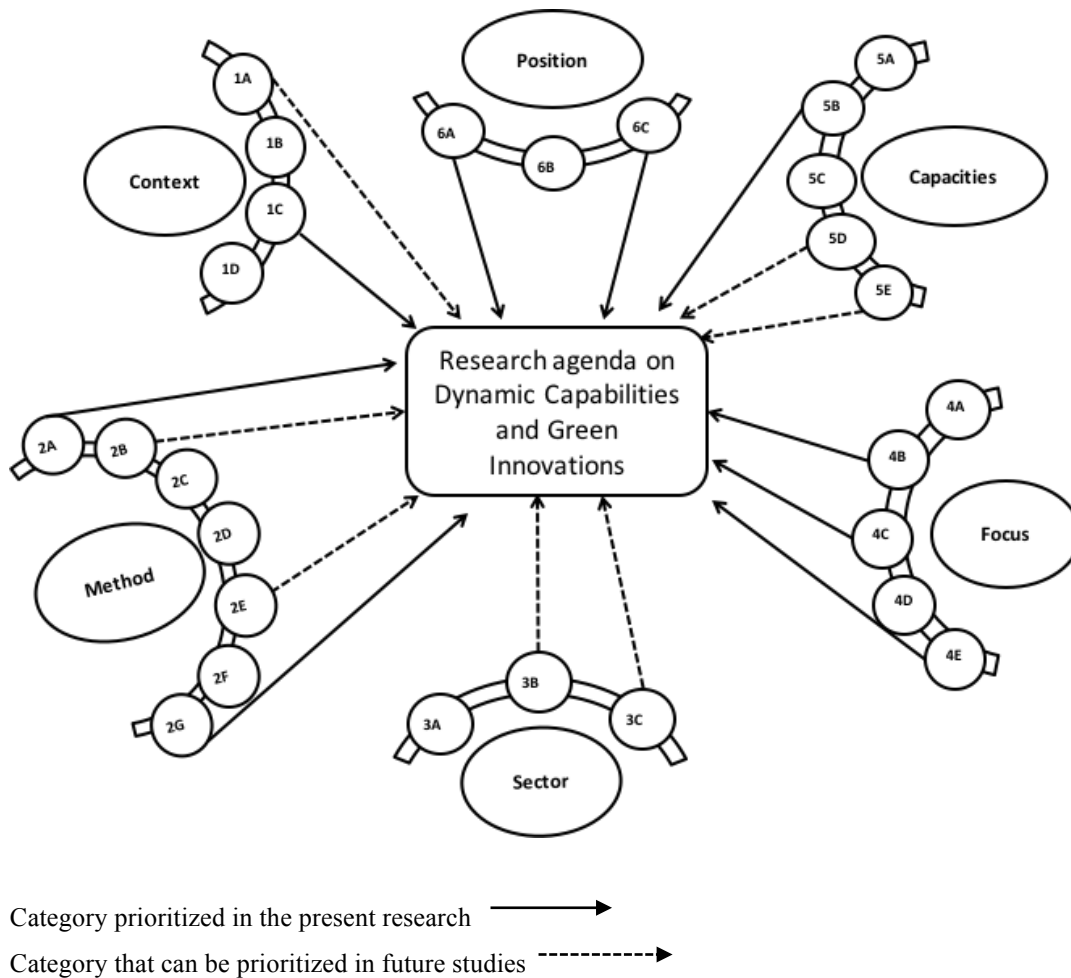 Context
1A
1B
1C
1D
Position
6A
6B
6C
Capacities
5A
5B
5C
5D
5E
Research agenda on
Dynamic Capabilities
and Green
Innovations
Method
2A
2B
2C
2D
2E
2F
2G
Sector
3A
3B
3C
Focus
4A
4B
4C
4D
4E
Category prioritized in the present research
Category that can be prioritized in future studies